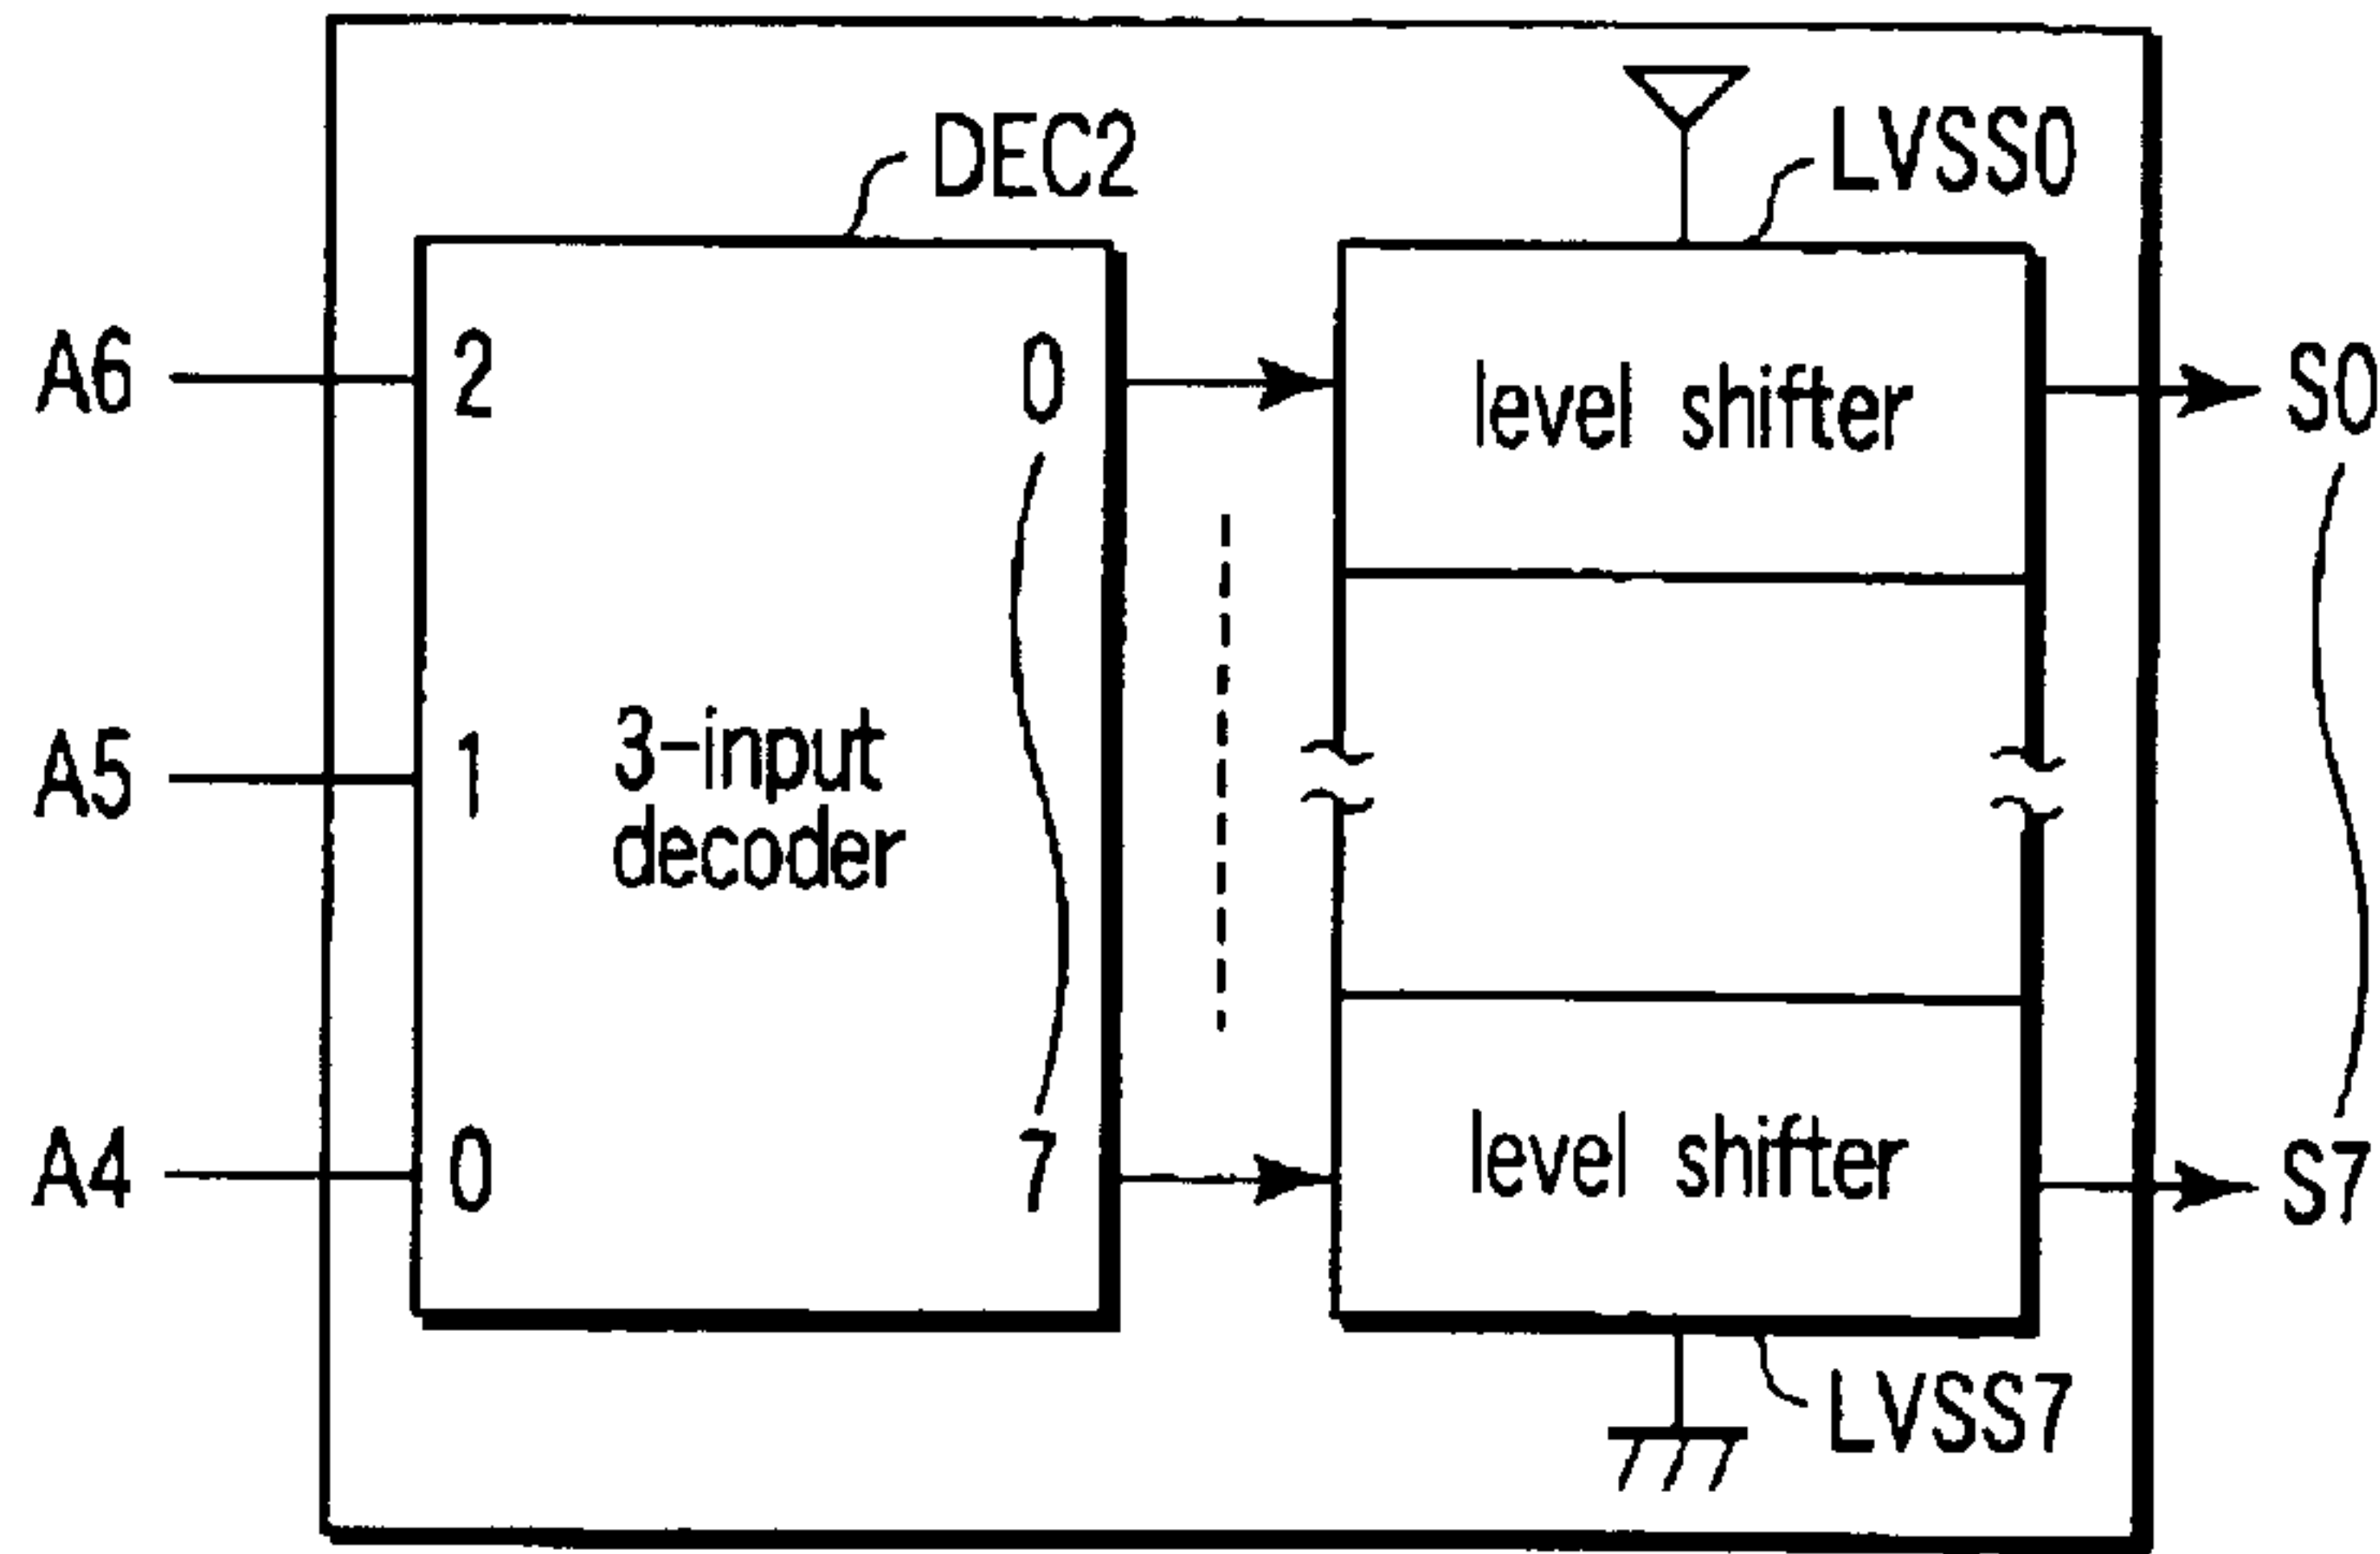 DEC2
LVSS0
A6
2
0
level shifter
S0
A5
1
3-input
decoder
A4
0
7
level shifter
S7
LVSS7